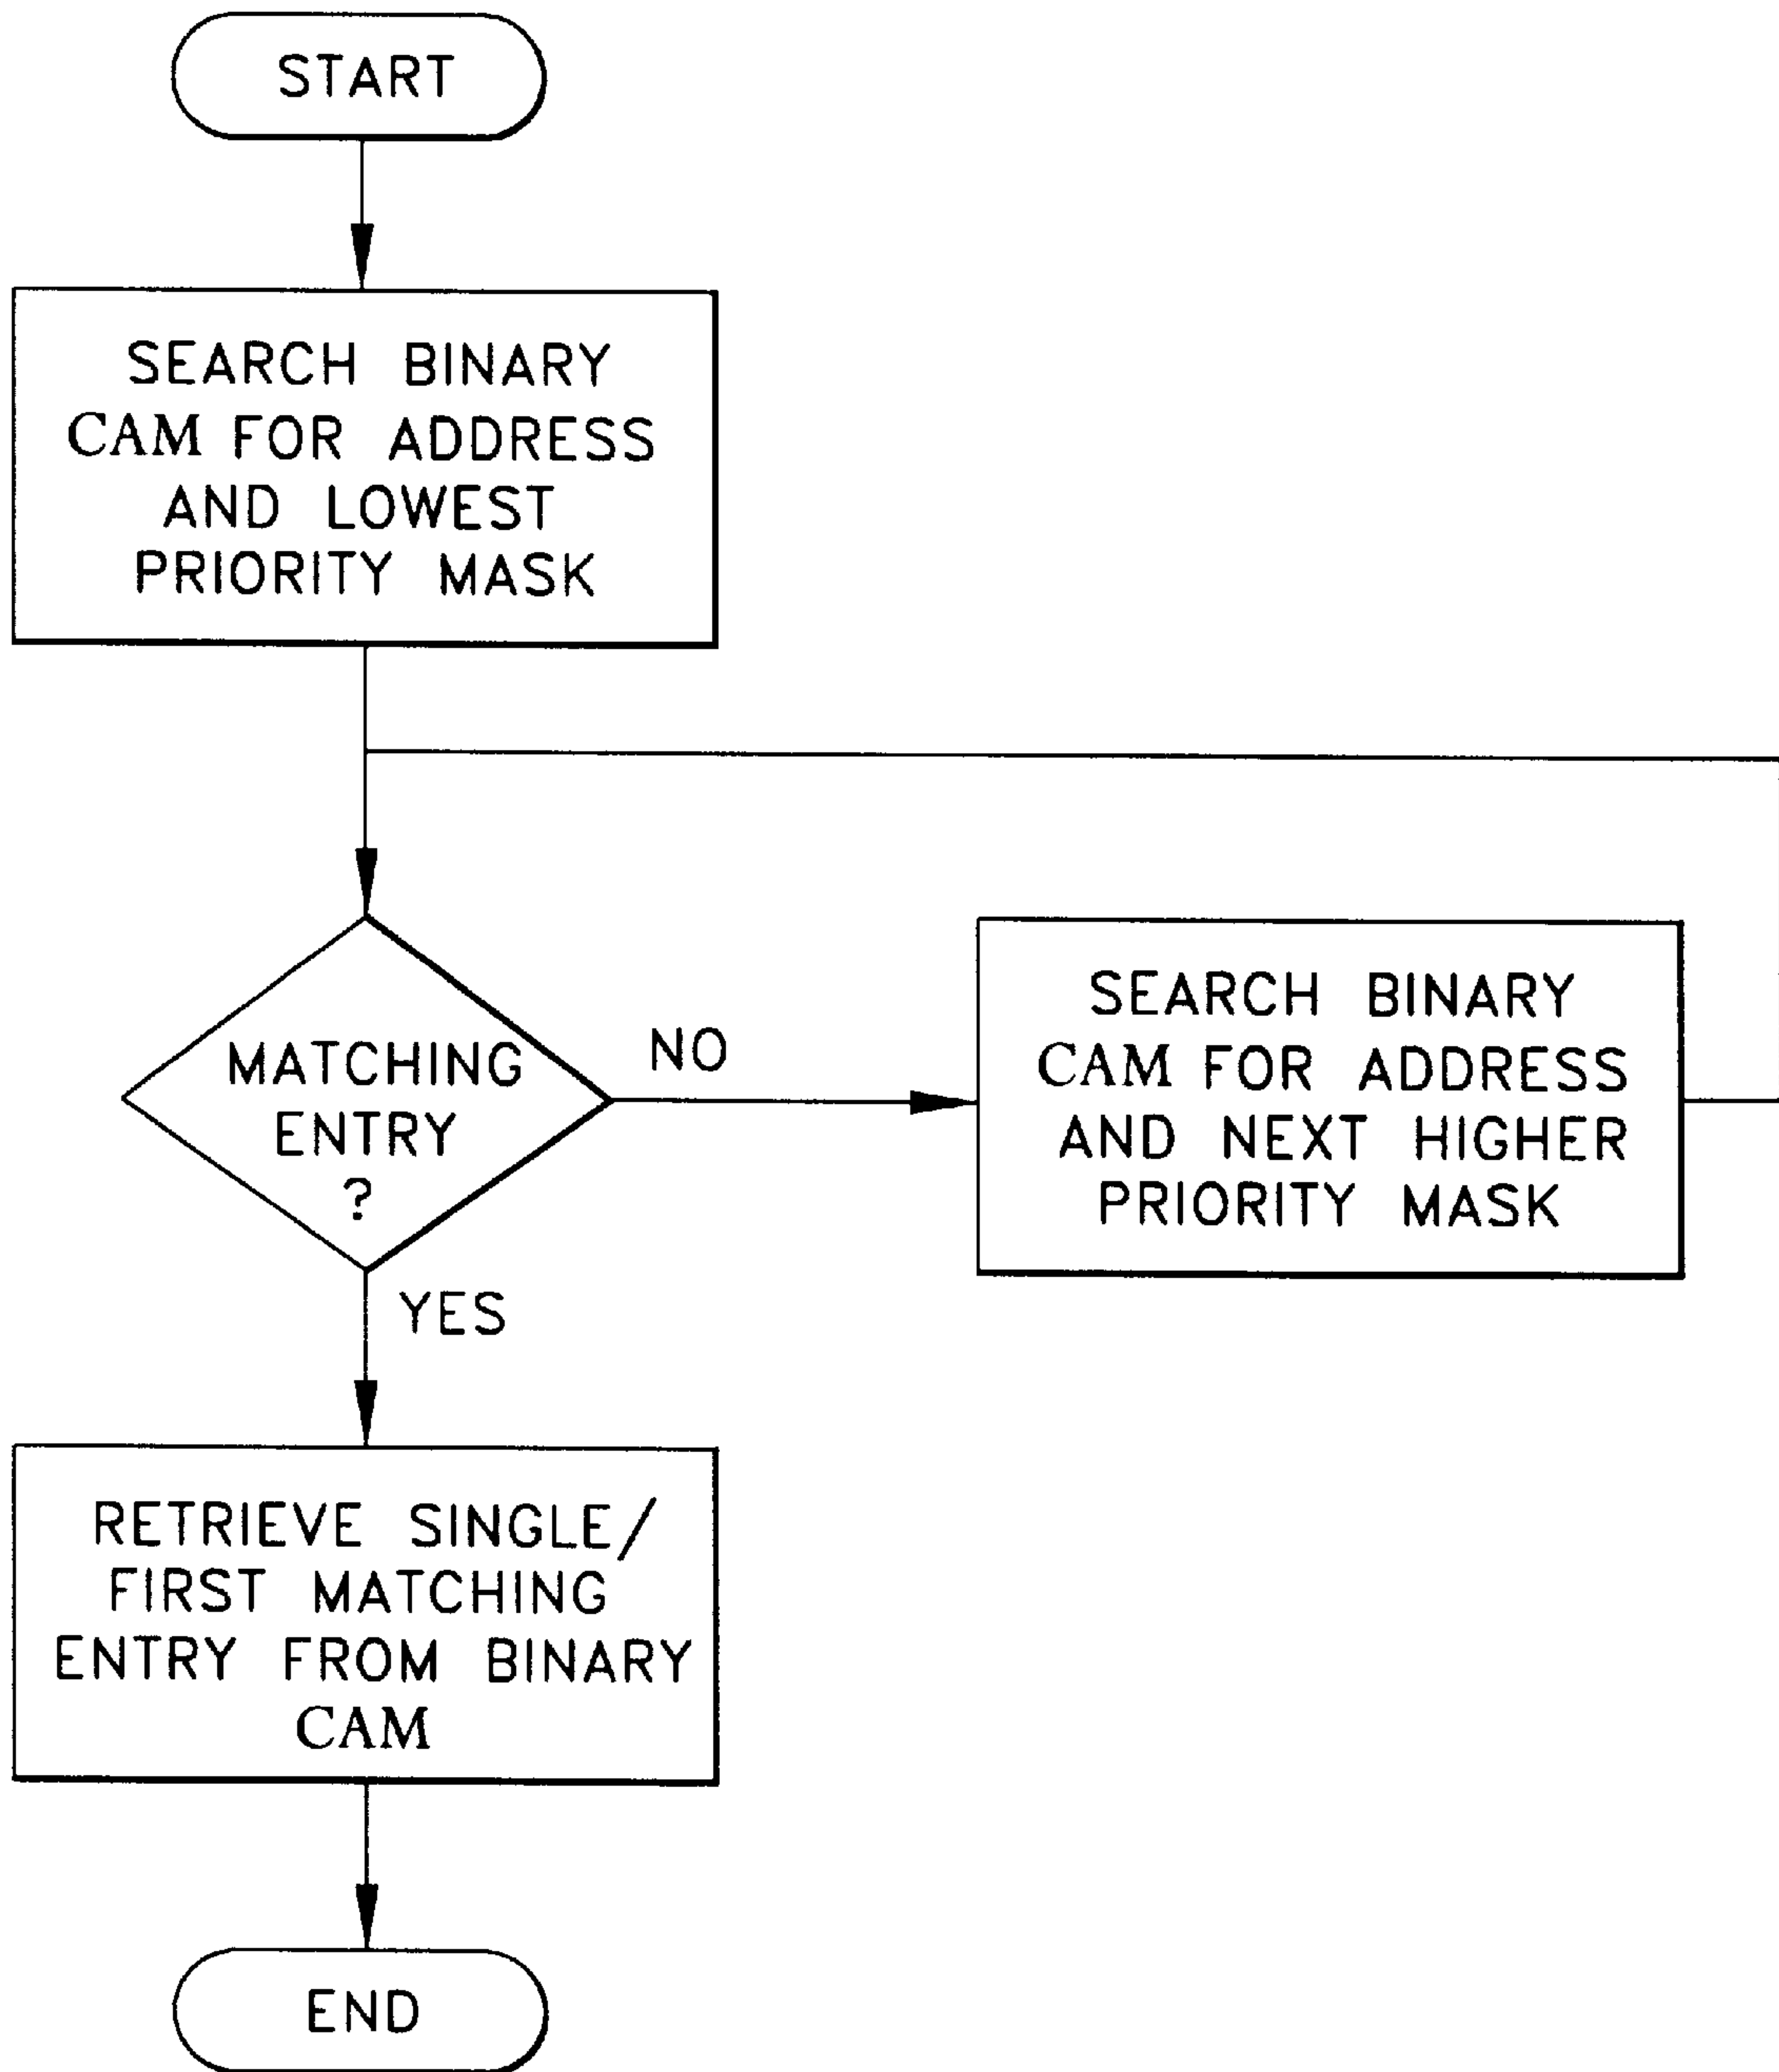 START
SEARCH BINARY
CAM FOR ADDRESS
AND LOWEST
PRIORITY MASK
MATCHING
ENTRY
?
NO
SEARCH BINARY
CAM FOR ADDRESS
AND NEXT HIGHER
PRIORITY MASK
YES
RETRIEVE SINGLE/
FIRST MATCHING
ENTRY FROM BINARY
CAM
END